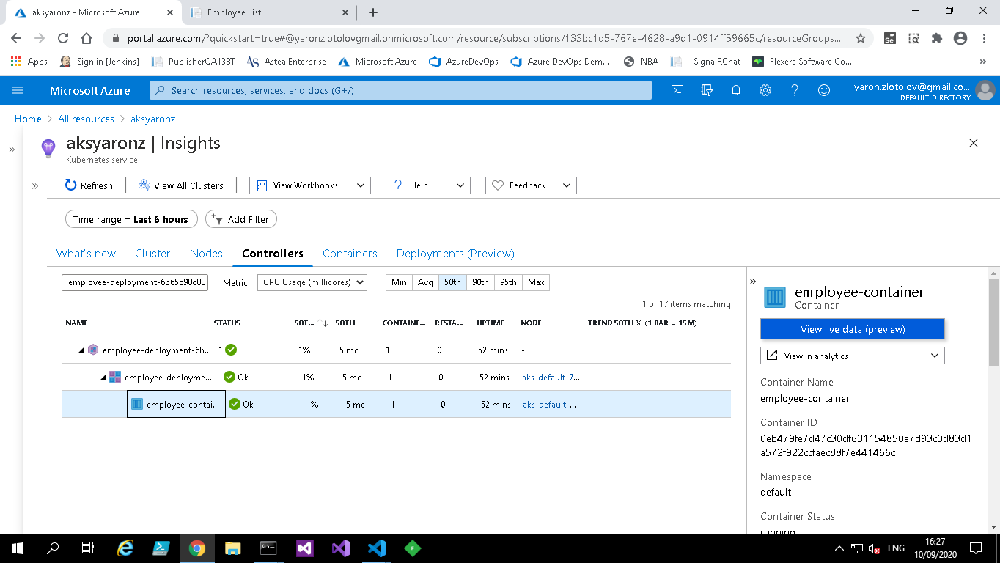 aksyaronz - Microsoft Azure
Employee List
portal.azure.com/?quickstart=true#@yaronzlotolovgmail.onmicrosoft.com/resource/subscriptions/133bc1d5-767e-4628-a9d1-0914ff59665c/resourceGroups...
Apps
Sign in [Jenkins]
PublisherQA138T
Astea Enterprise
Microsoft Azure
AzureDevOps
Azure DevOps Dem...
NBA
- SignalRChat
Flexera Software Co...
Microsoft Azure
Search resources, services, and docs (G+/)
yaron.zlotolov@gmail.co...
DEFAULT DIRECTORY
Home > All resources > aksyaronz
aksyaronz | Insights
Kubernetes service
Refresh
View All Clusters
View Workbooks
Help
Feedback
Time range = Last 6 hours
Add Filter
What's new
Cluster
Nodes
Controllers
Containers
Deployments (Preview)
employee-deployment-6b65c98c88
Metric:
CPU Usage (millicores)
Min
Avg
50th
90th
95th
Max
1 of 17 items matching
NAME STATUS 50T... 50TH CONTAINE... RESTA... UPTIME NODE TREND 50TH % (1 BAR = 15M)
employee-deployment-6b... 1 1% 5 mc 1 0 52 mins -
employee-deployme... Ok 1% 5 mc 1 0 52 mins aks-default-7...
employee-contai... Ok 1% 5 mc 1 0 52 mins aks-default-...
employee-container
Container
View live data (preview)
View in analytics
Container Name
employee-container
Container ID
0eb479fe7d47c30df631154850e7d93c0d83d1
a572f922ccfaec88f7e441466c
Namespace
default
Container Status
running
ENG
16:27
10/09/2020